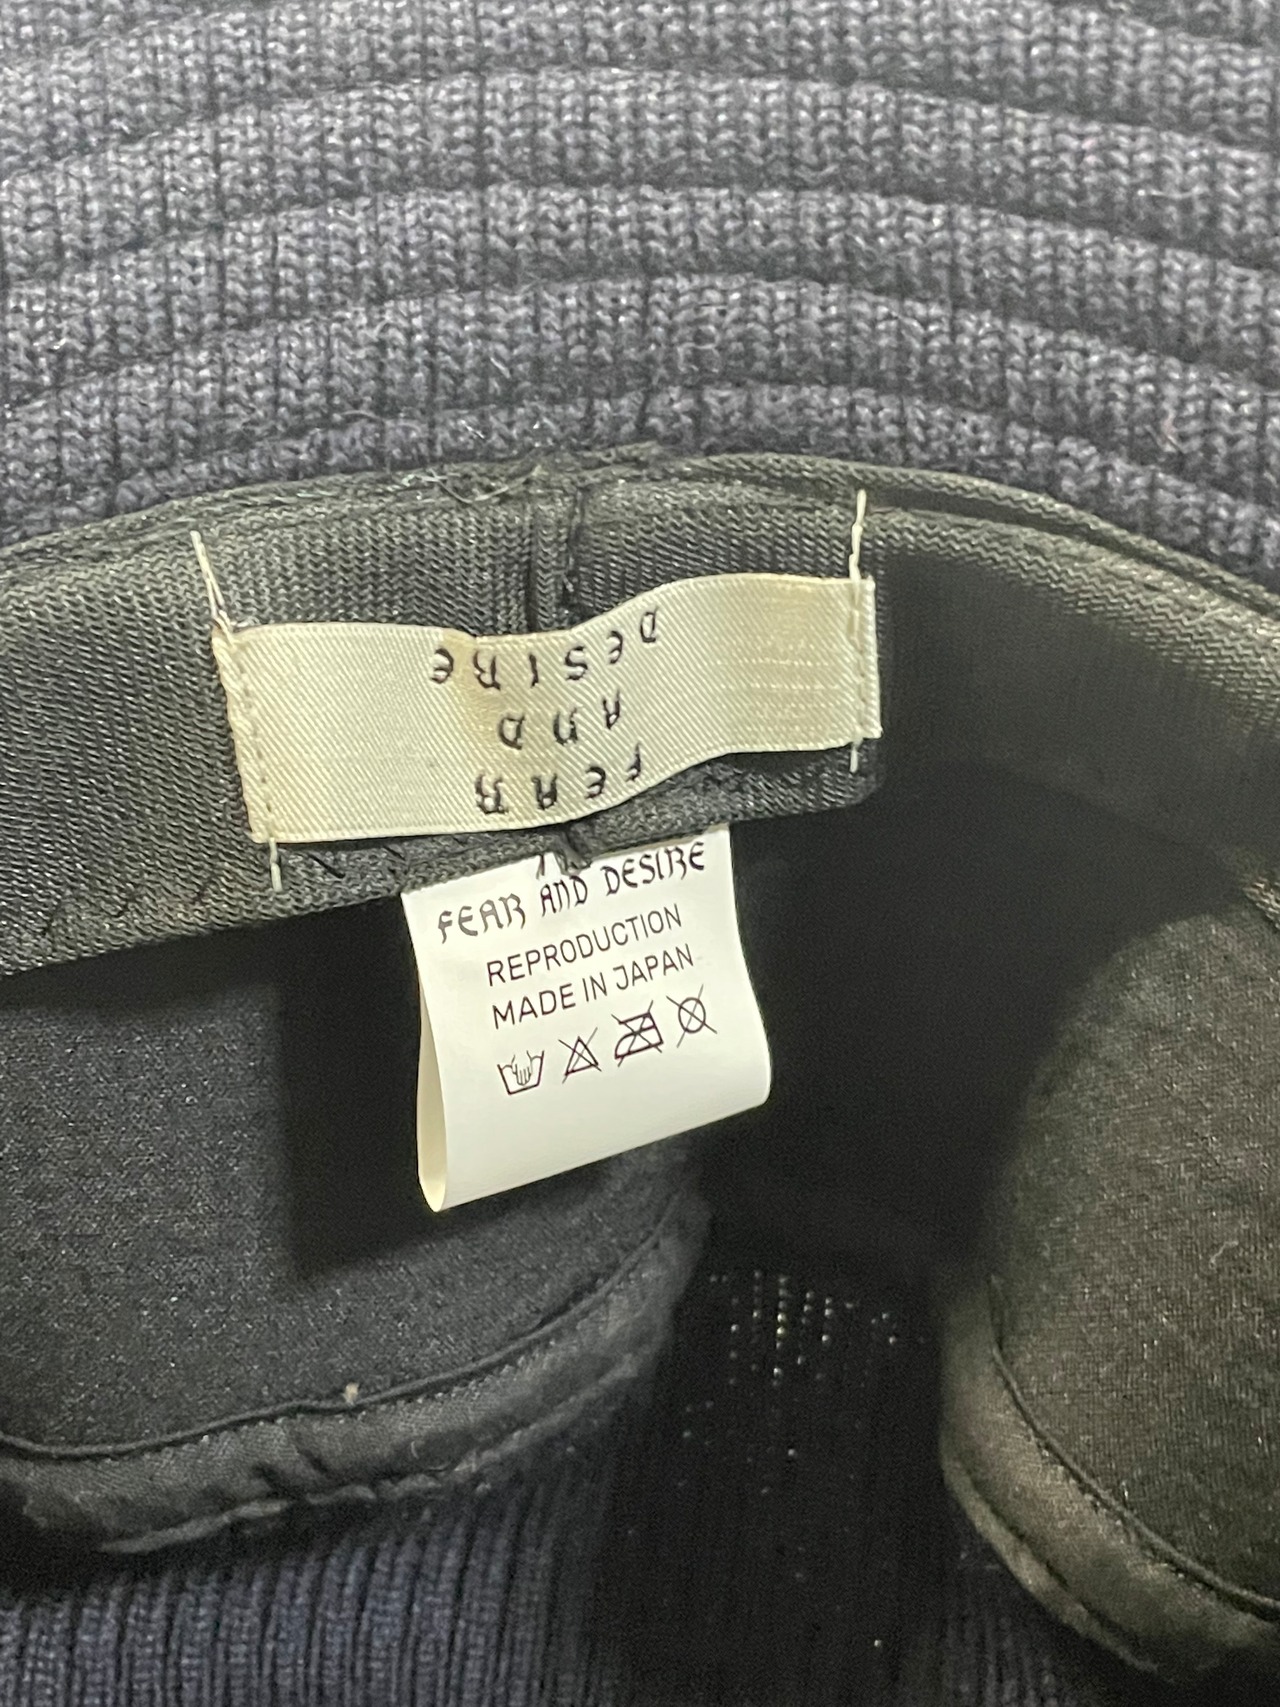 FEAR
AND
DESIRE
FEAR AND DESIRE
REPRODUCTION
MADE IN JAPAN